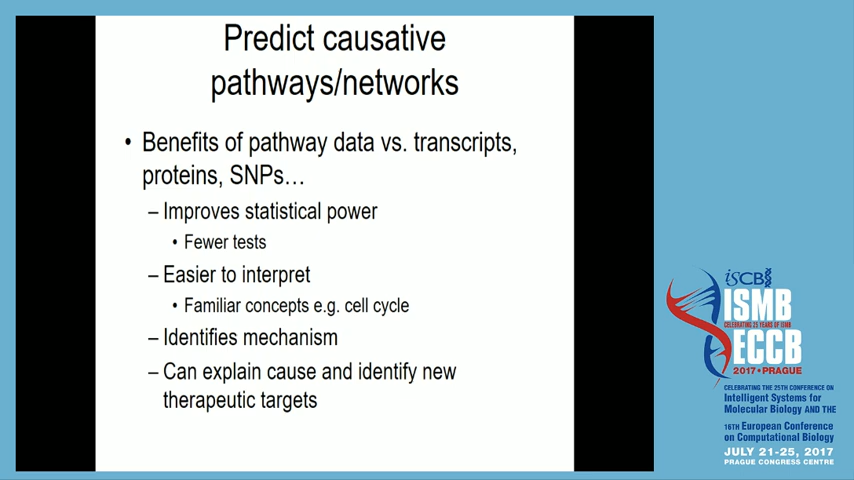 Predict causative
pathways/networks
• Benefits of pathway data vs. transcripts,
proteins, SNPs…
– Improves statistical power
• Fewer tests
– Easier to interpret
• Familiar concepts e.g. cell cycle
– Identifies mechanism
– Can explain cause and identify new
therapeutic targets
iSCB
ISMB
CELEBRATING 25 YEARS OF ISMB
ECCB
2017 • PRAGUE
CELEBRATING THE 25TH CONFERENCE ON
Intelligent Systems for
Molecular Biology AND THE
16TH European Conference
on Computational Biology
JULY 21-25, 2017
PRAGUE CONGRESS CENTRE